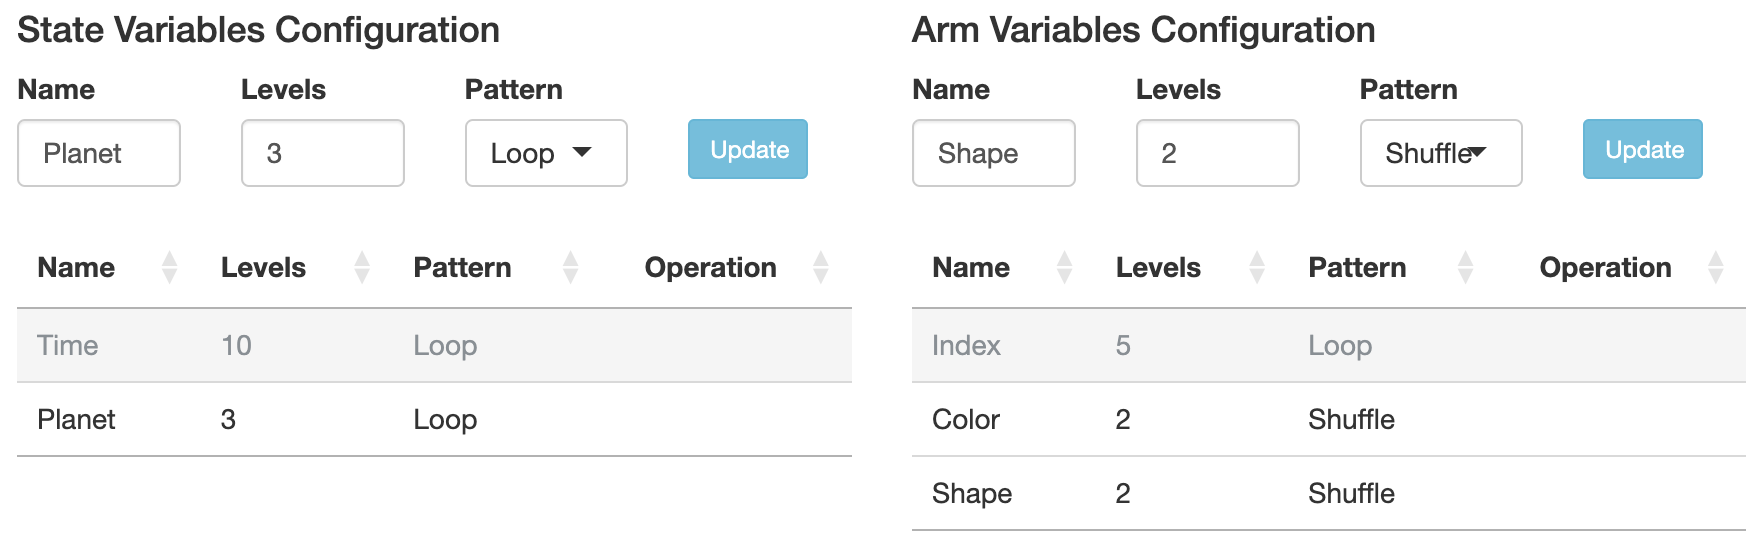 State Variables Configuration
Name Levels Pattern
Planet 3 Loop Update
Name Levels Pattern Operation
Time 10 Loop
Planet 3 Loop
Arm Variables Configuration
Name Levels Pattern
Shape 2 Shuffle Update
Name Levels Pattern Operation
Index 5 Loop
Color 2 Shuffle
Shape 2 Shuffle